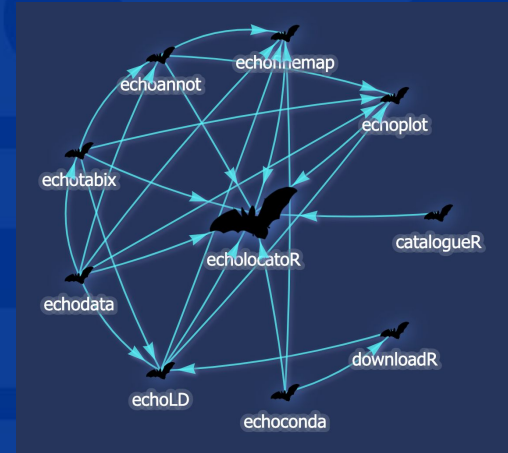 echofinemap
echoannot
echoplot
echotabix
catalogueR
echolocatoR
echodata
downloadR
echoLD
echoconda